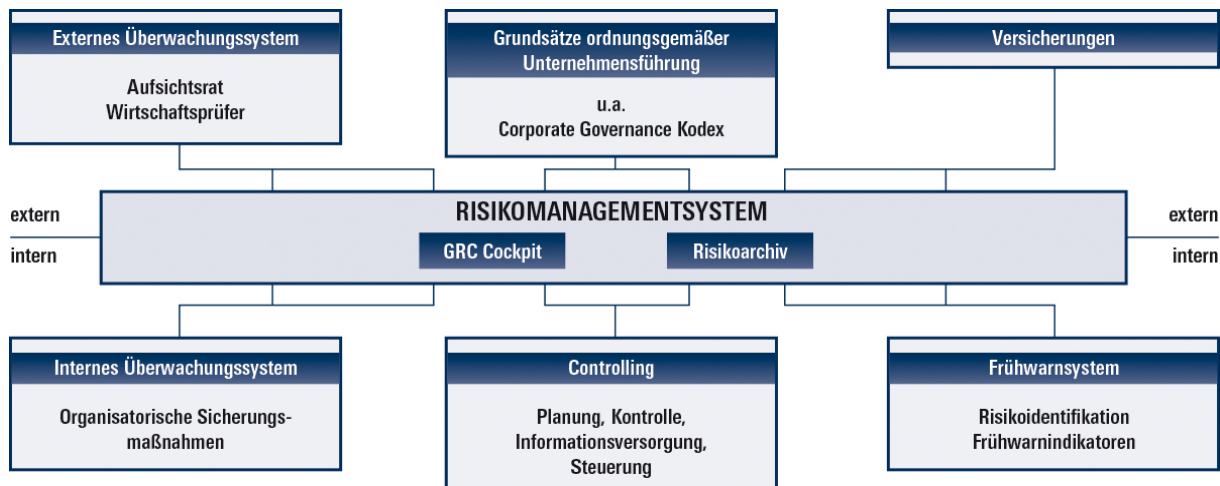 Externes Überwachungssystem
Aufsichtsrat
Wirtschaftsprüfer
Grundsätze ordnungsgemäßer
Unternehmensführung
u.a.
Corporate Governance Kodex
Versicherungen
extern
intern
RISIKOMANAGEMENTSYSTEM
GRC Cockpit
Risikoarchiv
extern
intern
Internes Überwachungssystem
Organisatorische Sicherungs-
maßnahmen
Controlling
Planung, Kontrolle,
Informationsversorgung,
Steuerung
Frühwarnsystem
Risikoidentifikation
Frühwarnindikatoren